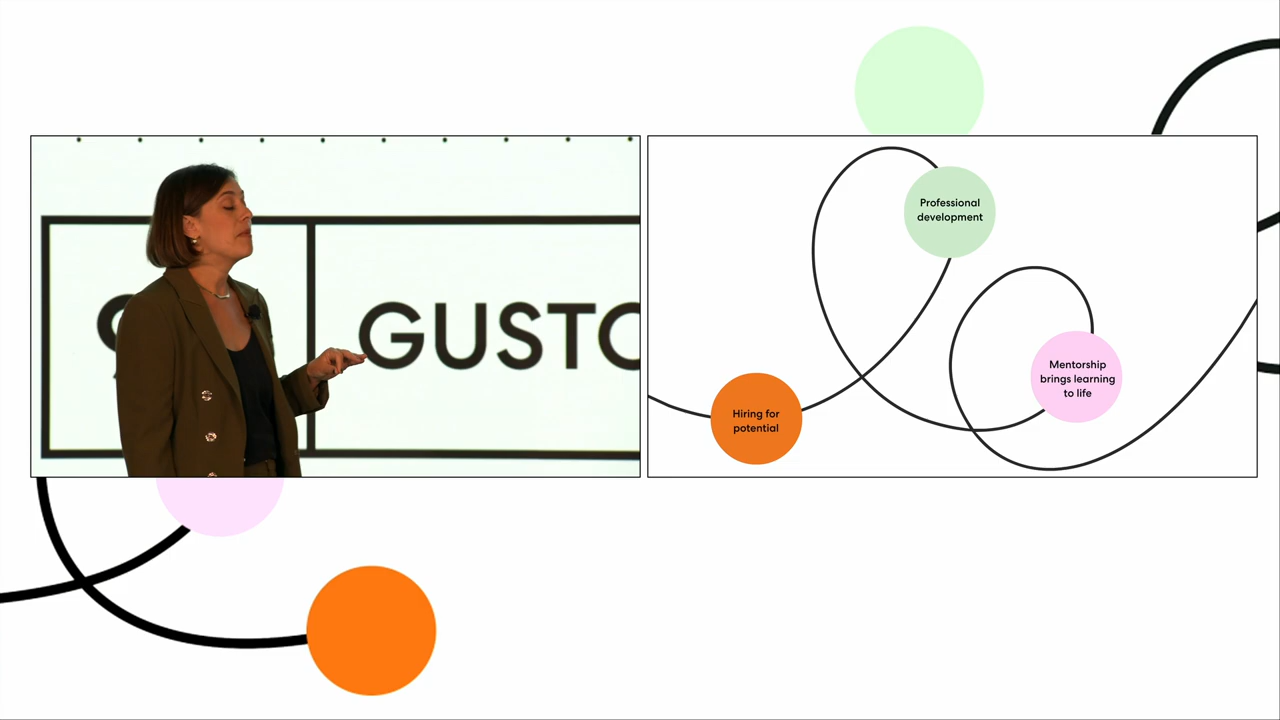 GUSTO
Professional
development
Mentorship
brings learning
to life
Hiring for
potential